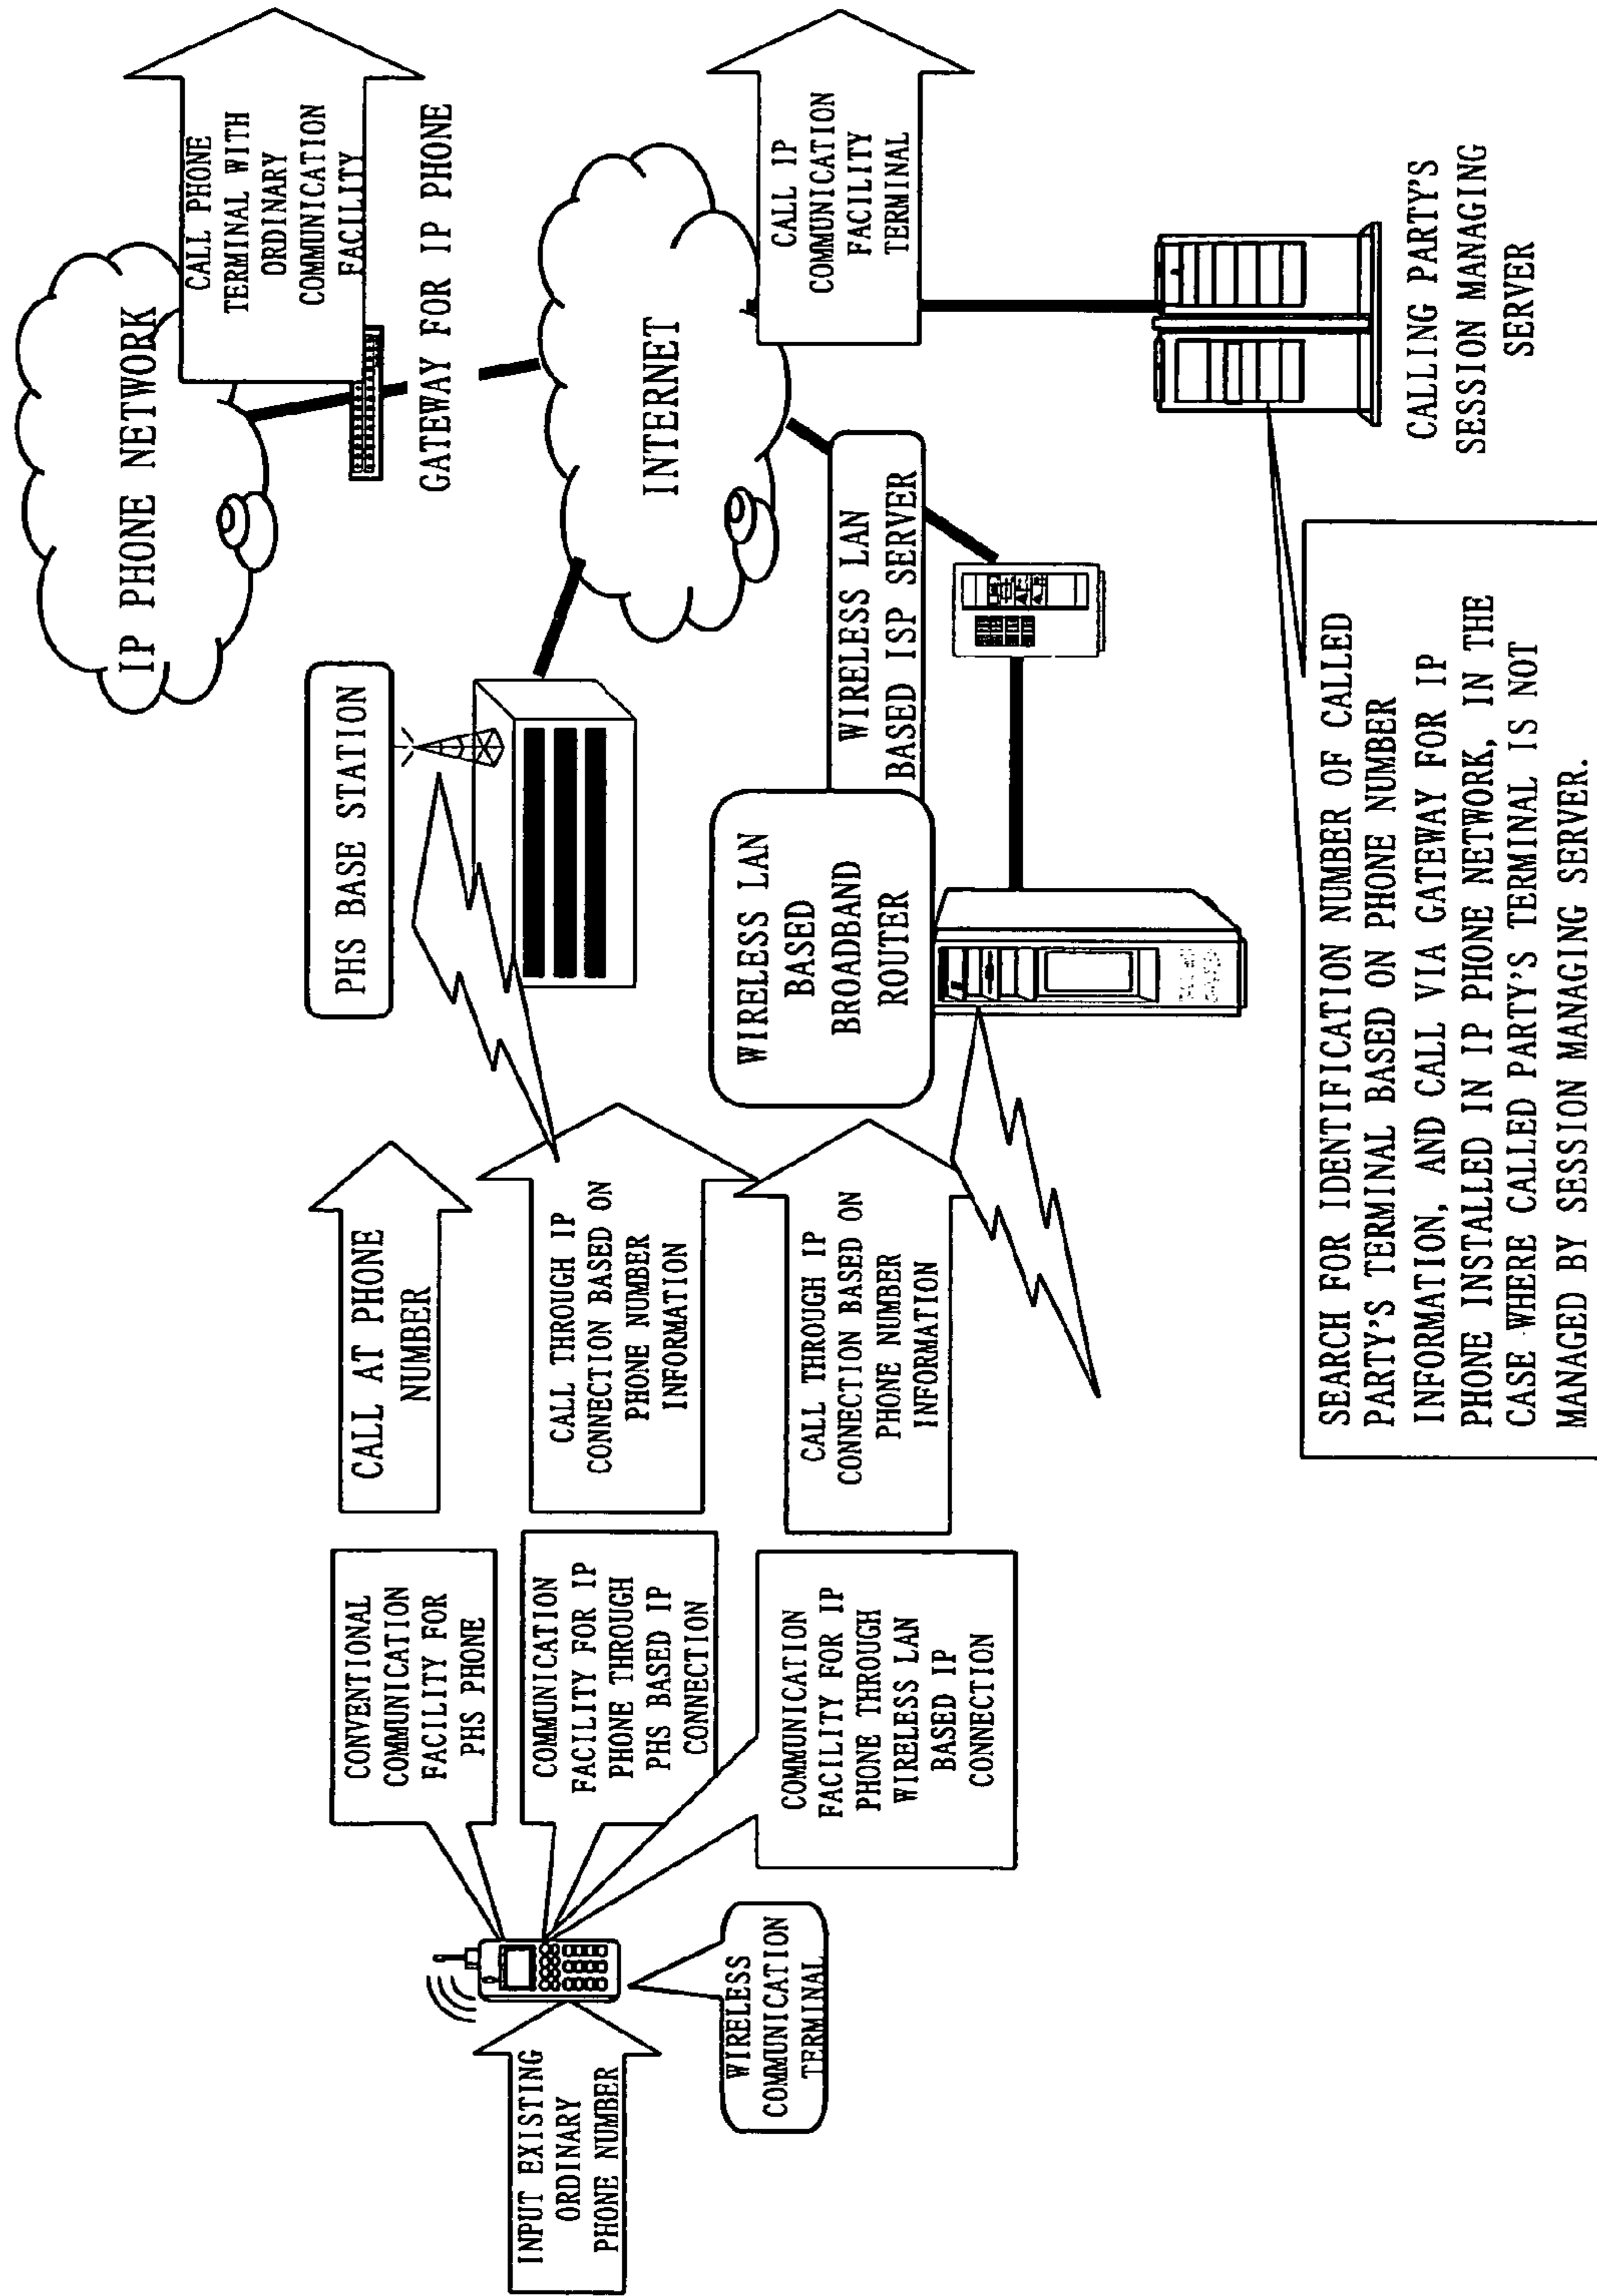 INPUT EXISTING
ORDINARY
PHONE NUMBER
WIRELESS
COMMUNICATION
TERMINAL
CONVENTIONAL
COMMUNICATION
FACILITY FOR
PHS PHONE
COMMUNICATION
FACILITY FOR IP
PHONE THROUGH
PHS BASED IP
CONNECTION
COMMUNICATION
FACILITY FOR IP
PHONE THROUGH
WIRELESS LAN
BASED IP
CONNECTION
CALL AT PHONE
NUMBER
CALL THROUGH IP
CONNECTION BASED ON
PHONE NUMBER
INFORMATION
CALL THROUGH IP
CONNECTION BASED ON
PHONE NUMBER
INFORMATION
PHS BASE STATION
WIRELESS LAN
BASED
BROADBAND
ROUTER
WIRELESS LAN
BASED ISP SERVER
IP PHONE NETWORK
CALL PHONE
TERMINAL WITH
ORDINARY
COMMUNICATION
FACILITY
GATEWAY FOR IP PHONE
INTERNET
CALL IP
COMMUNICATION
FACILITY
TERMINAL
CALLING PARTY'S
SESSION MANAGING
SERVER
SEARCH FOR IDENTIFICATION NUMBER OF CALLED
PARTY'S TERMINAL BASED ON PHONE NUMBER
INFORMATION, AND CALL VIA GATEWAY FOR IP
PHONE INSTALLED IN IP PHONE NETWORK, IN THE
CASE WHERE CALLED PARTY'S TERMINAL IS NOT
MANAGED BY SESSION MANAGING SERVER.